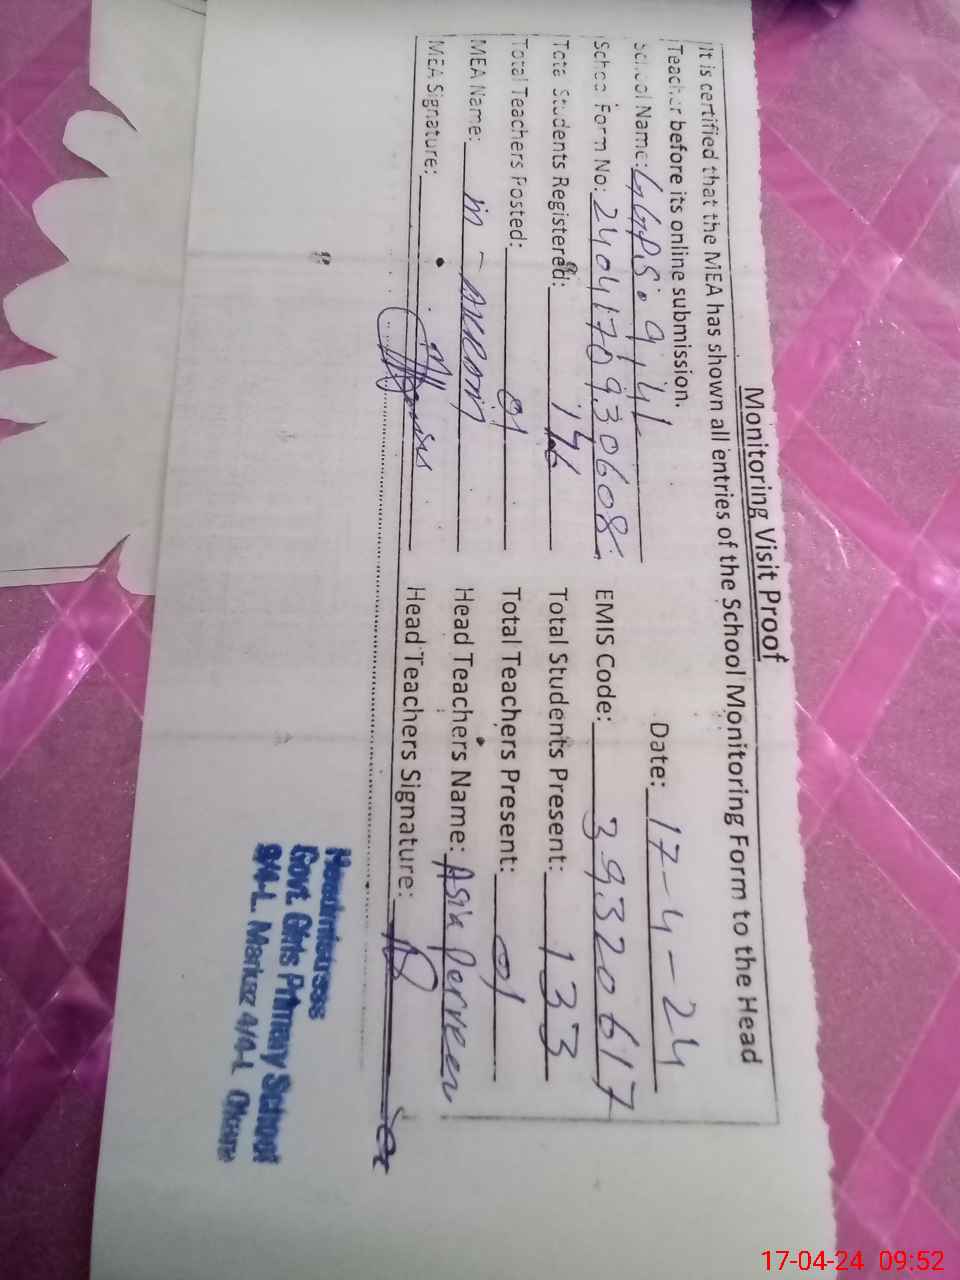 Monitoring Visit Proof
It is certified that the MEA has shown all entries of the School Monitoring Form to the Head
Teacher before its online submission.
Date: 17-4-24
School Name: GGPS. 9/4L
School Form No: 2404170930608 EMIS Code: 39320617
Total Students Registered: 146 Total Students Present: 133
Total Teachers Posted: 01 Total Teachers Present: 01
MEA Name: M - Akram Head Teachers Name: Asia Perveen
MEA Signature: Head Teachers Signature:
Headmistress
Govt. Girls Primary School
9/4-L. Markaz 4/4-L Okara
17-04-24 09:52